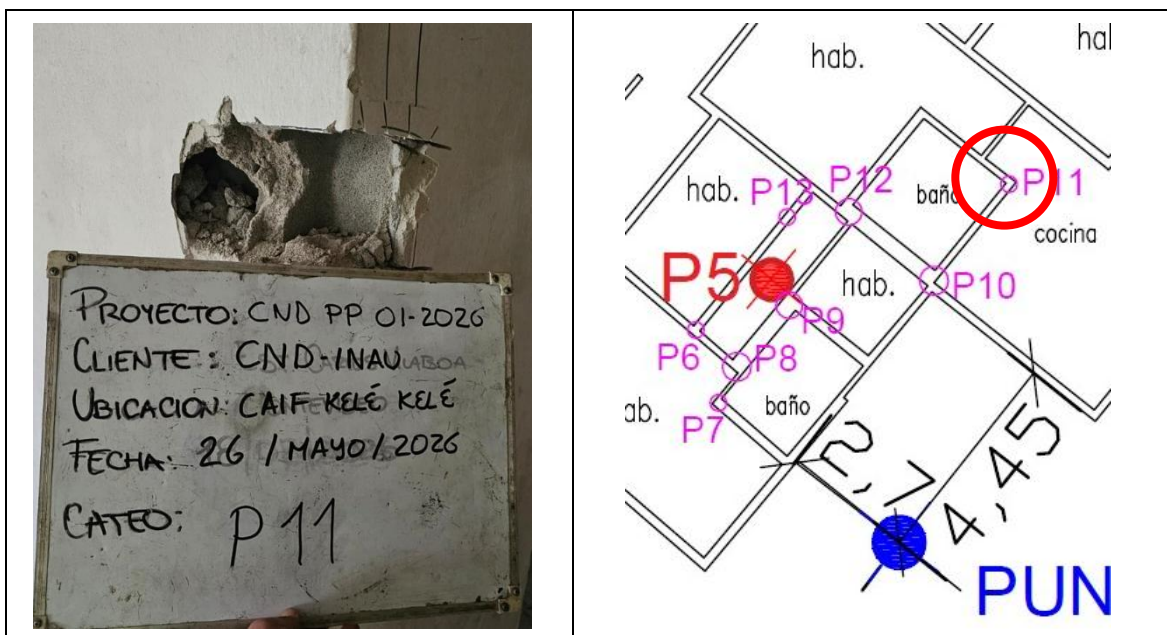 PROYECTO: CND PP 01-2026
CLIENTE: CND-INAU
UBICACION: CAIF KELÉ KELÉ
FECHA: 26 / MAYO / 2026
CATEO: P 11
hab.
hal
hab.
P13
P12
baño
P11
cocina
P5
hab.
P10
P9
P6
P8
ab.
P7
baño
2,7
4,45
PUN